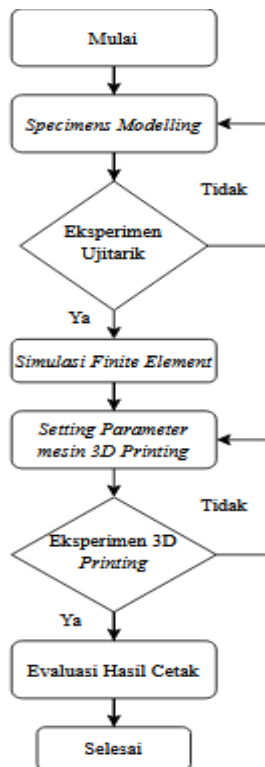 Mulai
Specimens Modelling
Tidak
Eksperimen
Ujitarik
Ya
Simulasi Finite Element
Setting Parameter
mesin 3D Printing
Tidak
Eksperimen 3D
Printing
Ya
Evaluasi Hasil Cetak
Selesai